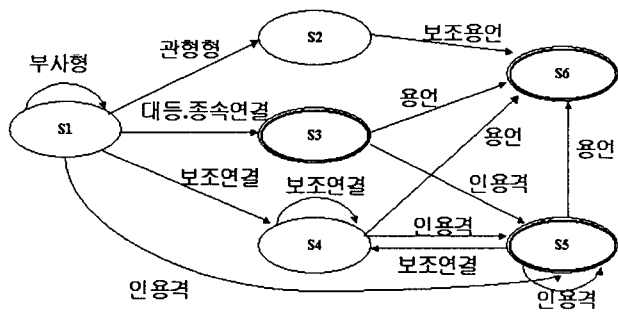 S2
보조용언
관형형
부사형
S6
S1
대등.종속연결
용언
S3
용언
용언
보조연결
보조연결
인용격
인용격
S4
S5
보조연결
인용격
인용격